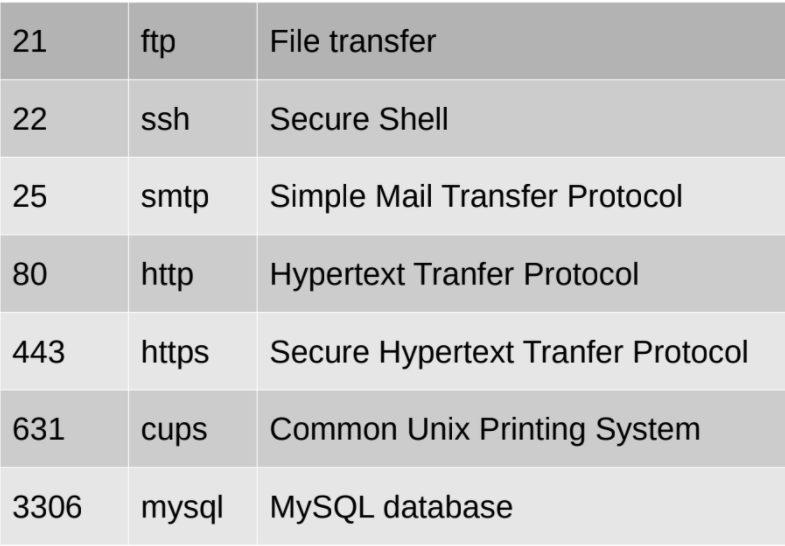 21 ftp File transfer
22 ssh Secure Shell
25 smtp Simple Mail Transfer Protocol
80 http Hypertext Tranfer Protocol
443 https Secure Hypertext Tranfer Protocol
631 cups Common Unix Printing System
3306 mysql MySQL database